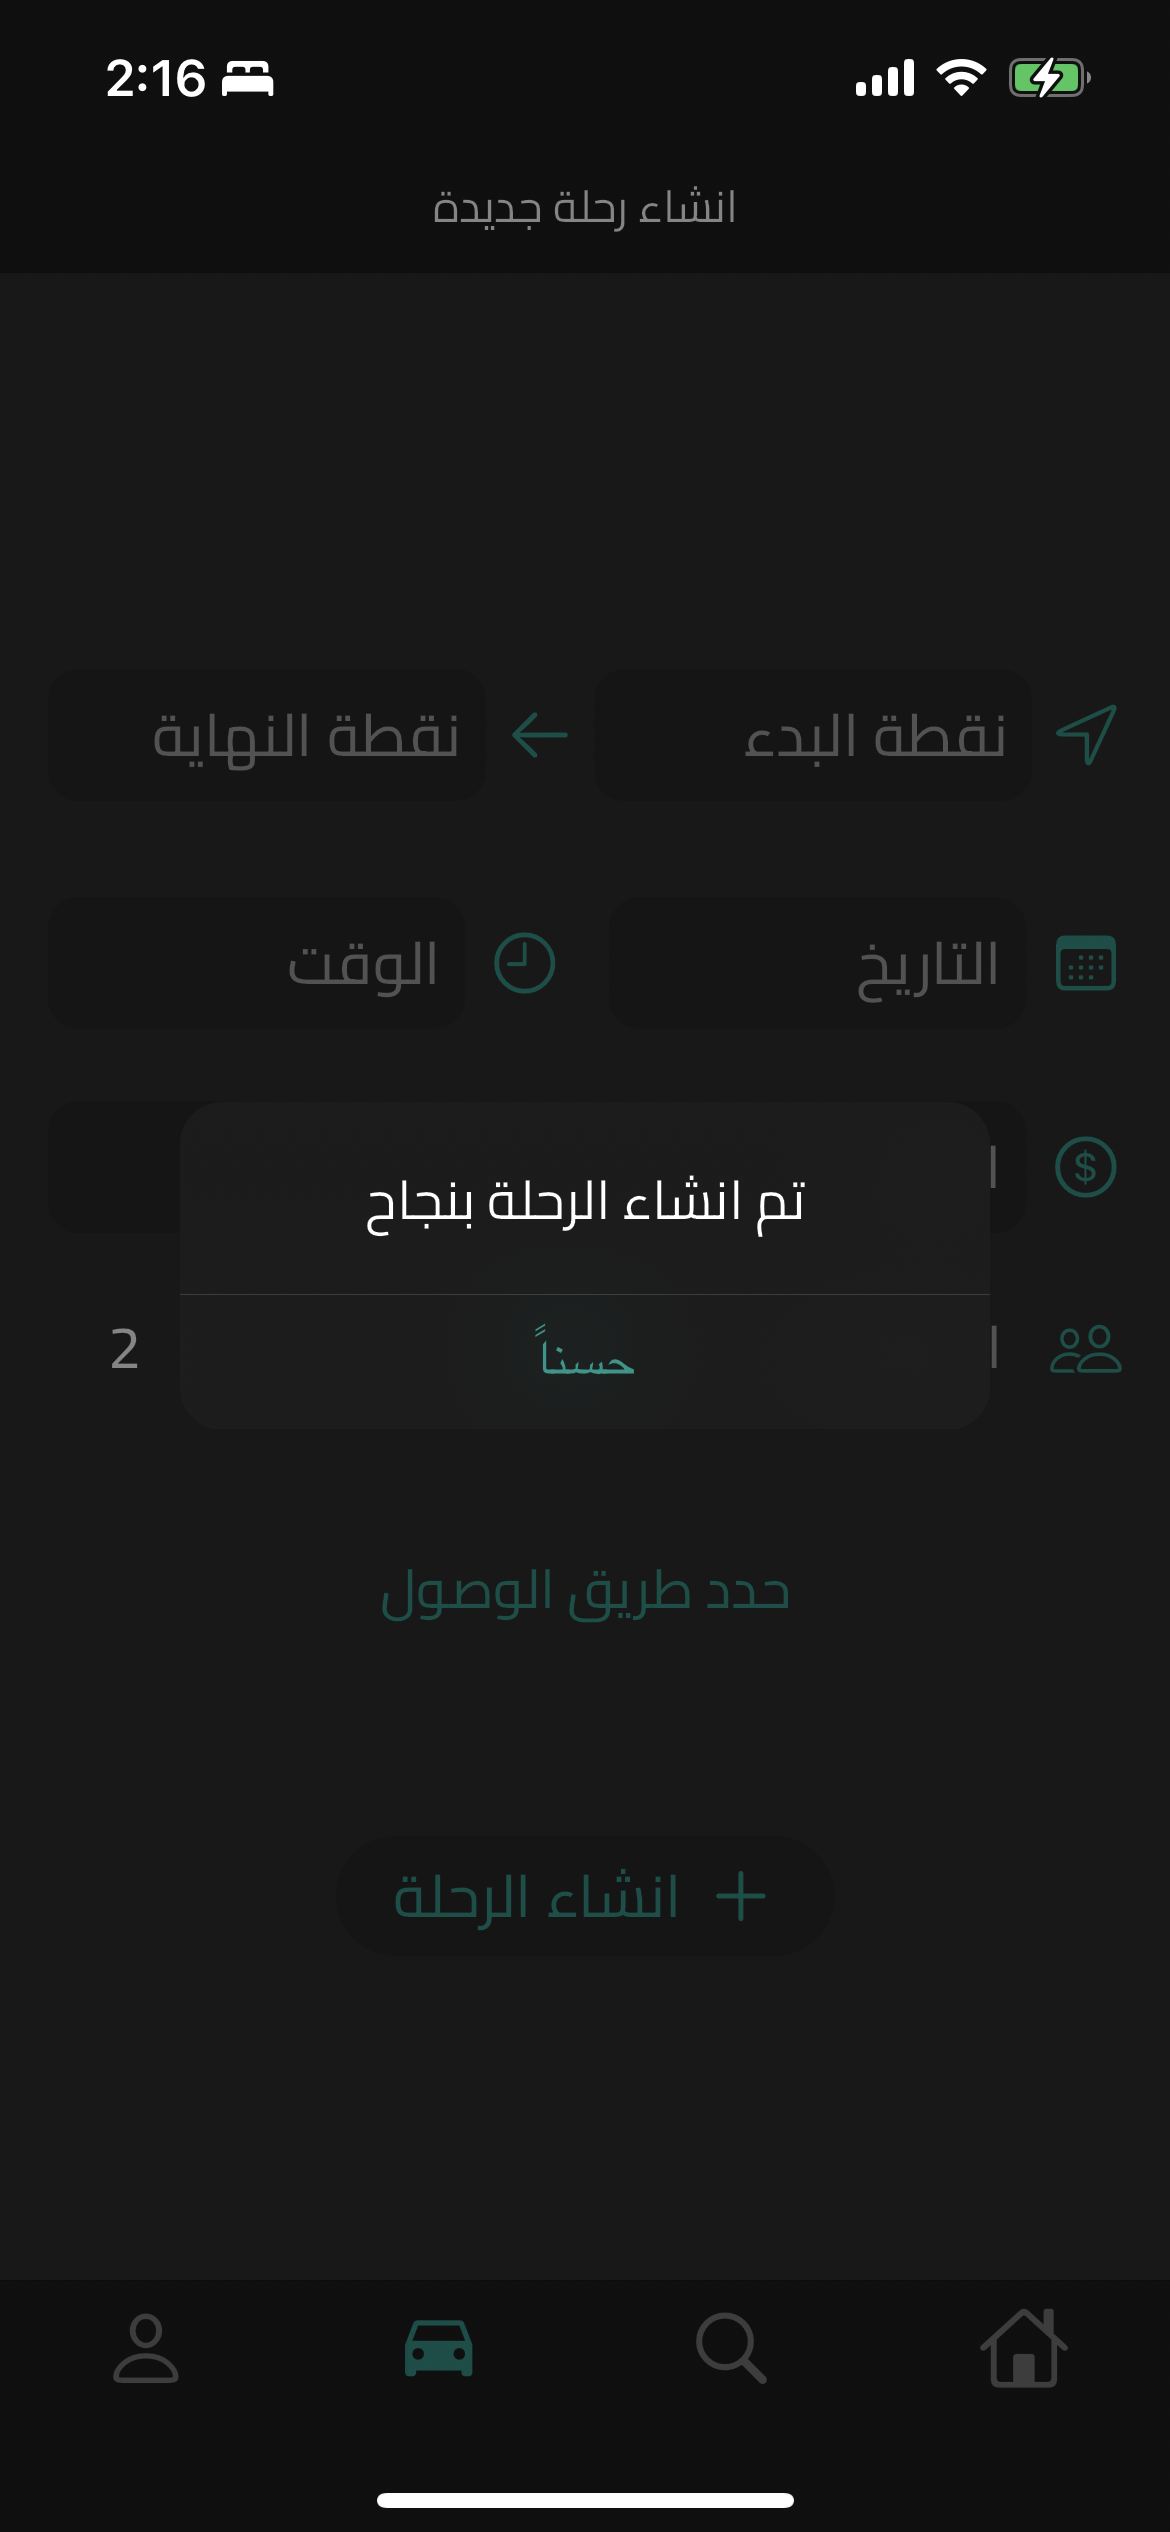 2:16
انشاء رحلة جديدة
نقطة البدء
نقطة النهاية
التاريخ
الوقت
تم انشاء الرحلة بنجاح
2
حسناً
حدد طريق الوصول
انشاء الرحلة